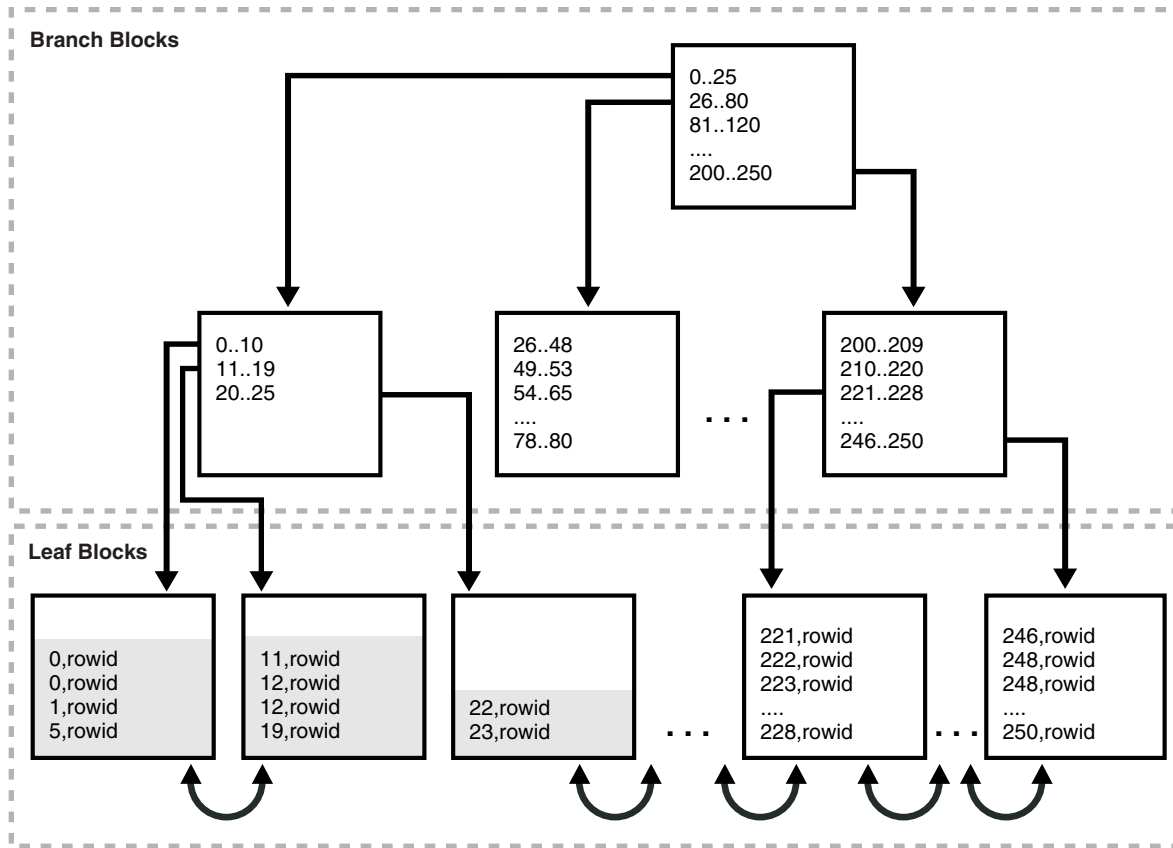 Branch Blocks
0..25
26..80
81..120
....
200..250
0..10
11..19
20..25
26..48
49..53
54..65
....
78..80
. . .
200..209
210..220
221..228
....
246..250
Leaf Blocks
0,rowid
0,rowid
1,rowid
5,rowid
11,rowid
12,rowid
12,rowid
19,rowid
22,rowid
23,rowid
. . .
221,rowid
222,rowid
223,rowid
....
228,rowid
. . .
246,rowid
248,rowid
248,rowid
....
250,rowid